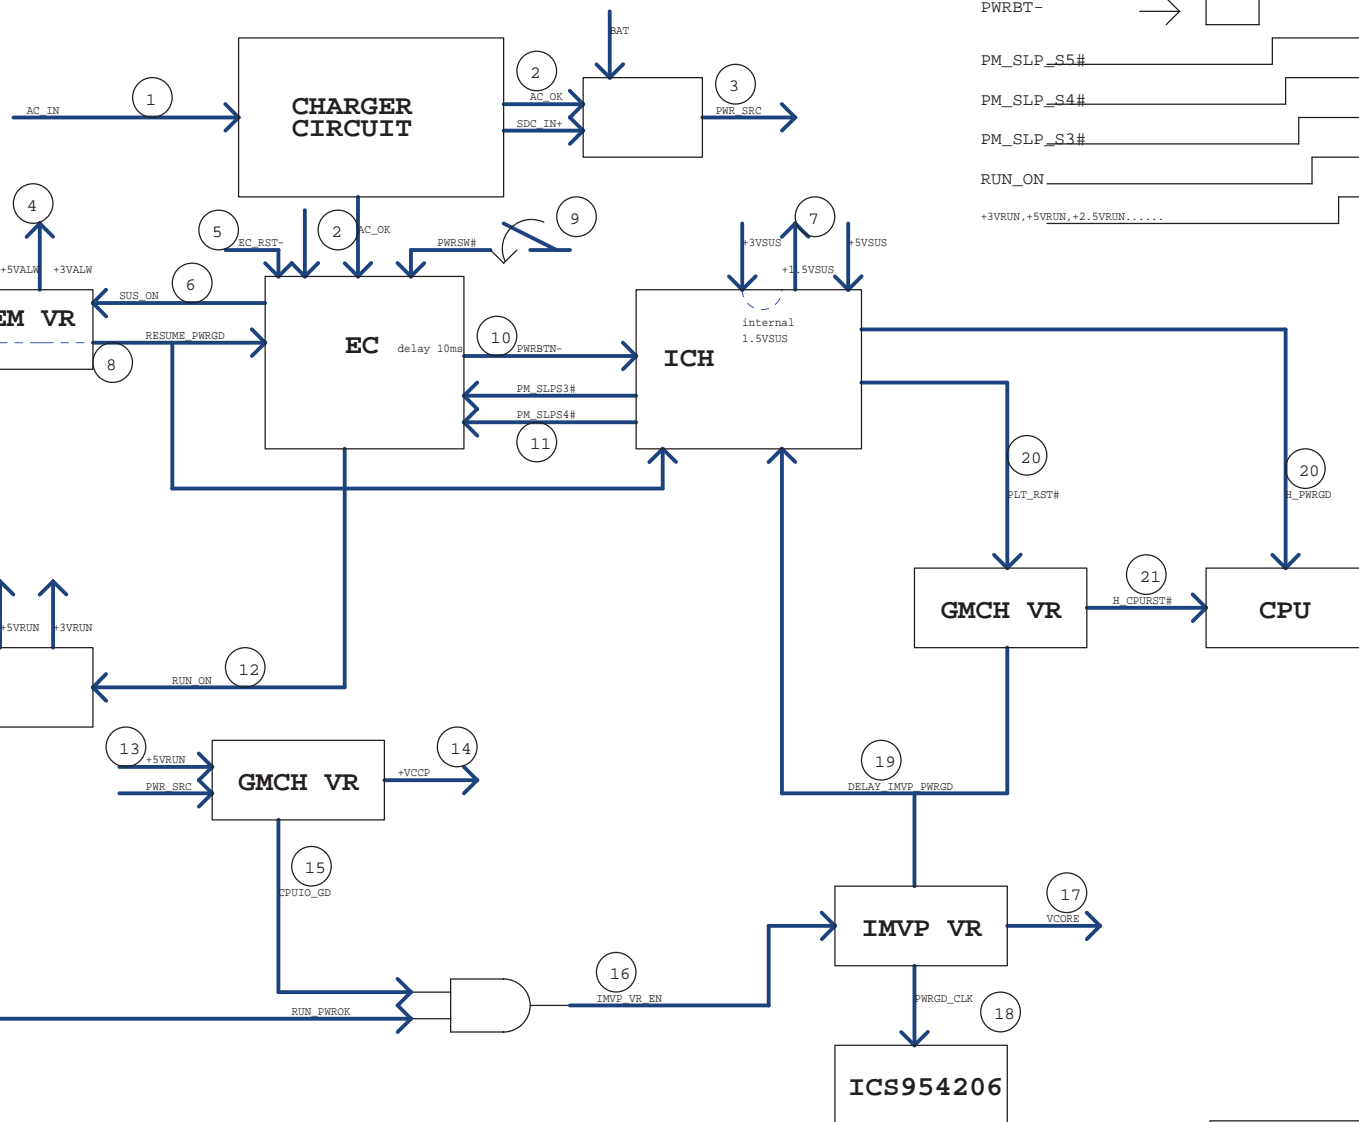 PWRBT-
BAT
PM_SLP_S5#
2
3
1
AC_OK
PM_SLP_S4#
CHARGER
CIRCUIT
AC_IN
SDC_IN+
PWR_SRC
PM_SLP_S3#
RUN_ON
4
9
7
+3VRUN,+5VRUN,+2.5VRUN......
5
2
AC_OK
EC_RST-
PWRSW#
+3VSUS
+5VSUS
+5VALW
+3VALW
+1.5VSUS
6
SUS_ON
EM VR
internal
1.5VSUS
RESUME_PWRGD
EC
delay 10ms
10
PWRBTN-
ICH
8
PM_SLPS3#
PM_SLPS4#
11
20
20
PLT_RST#
H_PWRGD
21
H_CPURST#
GMCH VR
CPU
+5VRUN
+3VRUN
12
RUN_ON
13
14
+5VRUN
19
+VCCP
GMCH VR
PWR_SRC
DELAY_IMVP_PWRGD
15
CPUIO_GD
17
VCORE
IMVP VR
16
IMVP_VR_EN
PWRGD_CLK
RUN_PWROK
18
ICS954206